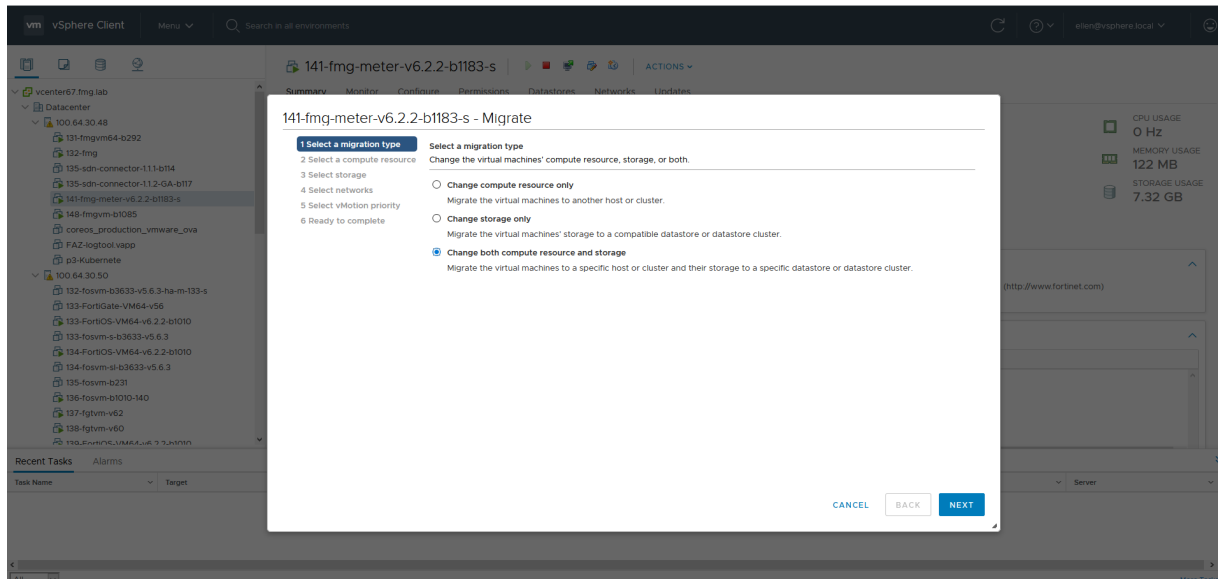 vm vSphere Client Menu Search in all environments ellen@vsphere.local
141-fmg-meter-v6.2.2-b1183-s ACTIONS
Summary Monitor Configure Permissions Datastores Networks Updates
vcenter67.fmg.lab
Datacenter
100.64.30.48
131-fmgvm64-b292
132-fmg
135-sdn-connector-1.1.1-b114
135-sdn-connector-1.1.2-GA-b117
141-fmg-meter-v6.2.2-b1183-s
148-fmgvm-b1085
coreos_production_vmware_ova
FAZ-logtool.vapp
p3-Kubernete
100.64.30.50
132-fosvm-b3633-v5.6.3-ha-m-133-s
133-FortiGate-VM64-v56
133-FortiOS-VM64-v6.2.2-b1010
133-fosvm-s-b3633-v5.6.3
134-FortiOS-VM64-v6.2.2-b1010
134-fosvm-sl-b3633-v5.6.3
135-fosvm-b231
136-fosvm-b1010-140
137-fgtvm-v62
138-fgtvm-v60
139-FortiOS-VM64-v6.2.2-b1010
141-fmg-meter-v6.2.2-b1183-s - Migrate
1 Select a migration type
2 Select a compute resource
3 Select storage
4 Select networks
5 Select vMotion priority
6 Ready to complete
Select a migration type
Change the virtual machines' compute resource, storage, or both.
Change compute resource only
Migrate the virtual machines to another host or cluster.
Change storage only
Migrate the virtual machines' storage to a compatible datastore or datastore cluster.
Change both compute resource and storage
Migrate the virtual machines to a specific host or cluster and their storage to a specific datastore or datastore cluster.
CANCEL BACK NEXT
CPU USAGE
0 Hz
MEMORY USAGE
122 MB
STORAGE USAGE
7.32 GB
(http://www.fortinet.com)
Recent Tasks Alarms
Task Name Target Server